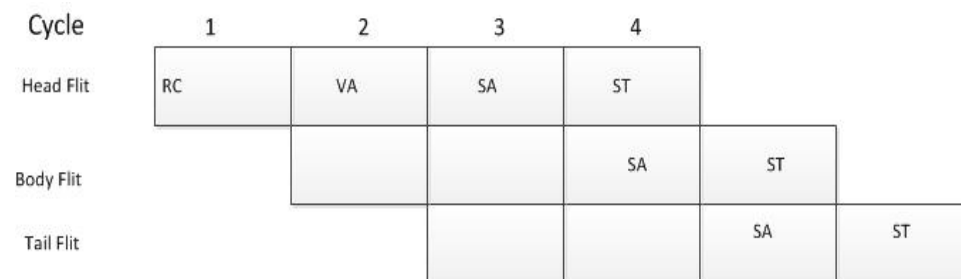 Cycle 1 2 3 4
Head Flit RC VA SA ST
Body Flit SA ST
Tail Flit SA ST